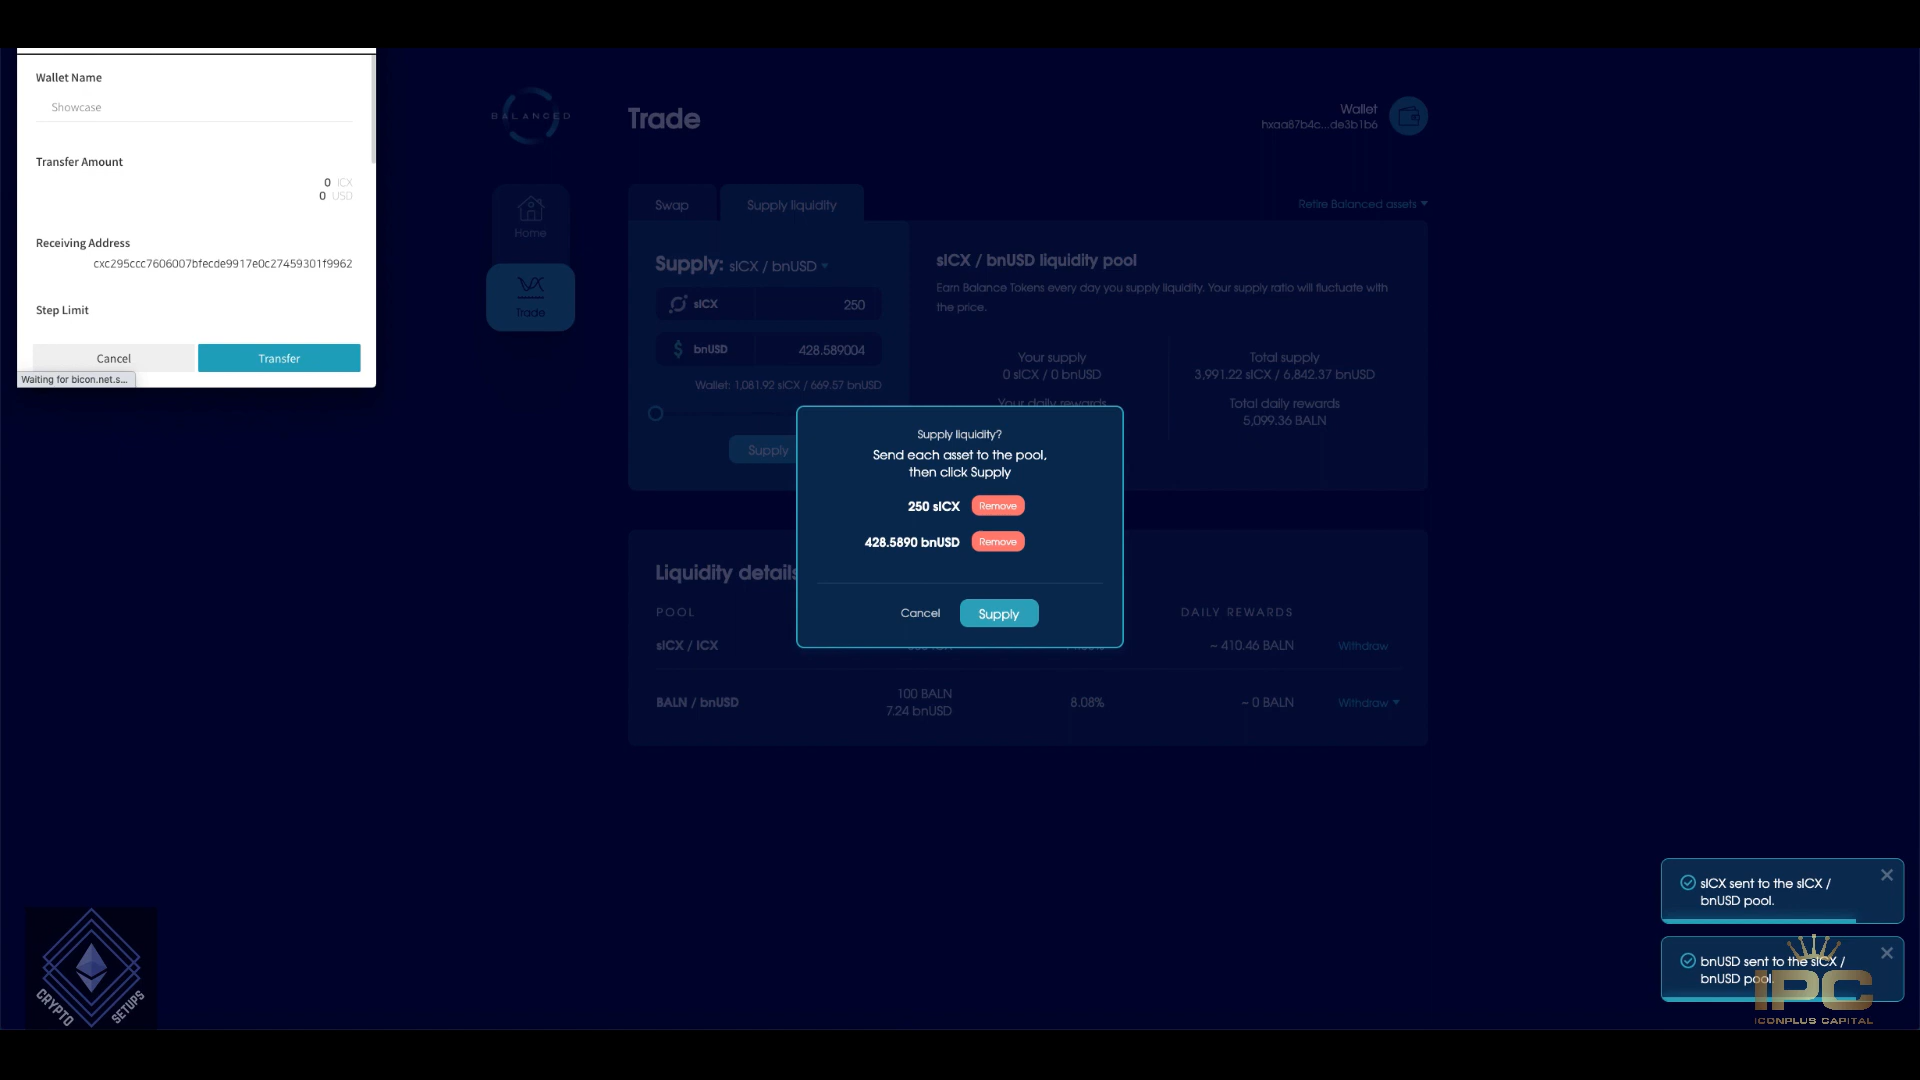 Wallet Name
Showcase
Transfer Amount
0 ICX
0 USD
Receiving Address
cxc295ccc7606007bfecde9917e0c27459301f9962
Step Limit
Cancel
Transfer
Waiting for bicon.net.s...
BALANCED
Trade
Wallet
hxaa87b4c...de3b1b6
Home
Trade
Swap
Supply liquidity
Retire Balanced assets
Supply: sICX / bnUSD
sICX 250
bnUSD 428.589004
Wallet: 1,081.92 sICX / 669.57 bnUSD
Supply
sICX / bnUSD liquidity pool
Earn Balance Tokens every day you supply liquidity. Your supply ratio will fluctuate with
the price.
Your supply
0 sICX / 0 bnUSD
Your daily rewards
Total supply
3,991.22 sICX / 6,842.37 bnUSD
Total daily rewards
5,099.36 BALN
Supply liquidity?
Send each asset to the pool,
then click Supply
250 sICX Remove
428.5890 bnUSD Remove
Cancel Supply
Liquidity details
POOL DAILY REWARDS
sICX / ICX ~ 410.46 BALN Withdraw
BALN / bnUSD
100 BALN
7.24 bnUSD
8.08%
~ 0 BALN
Withdraw
sICX sent to the sICX /
bnUSD pool.
bnUSD sent to the sICX /
bnUSD pool.
CRYPTO SETUPS
IPC
ICONPLUS CAPITAL